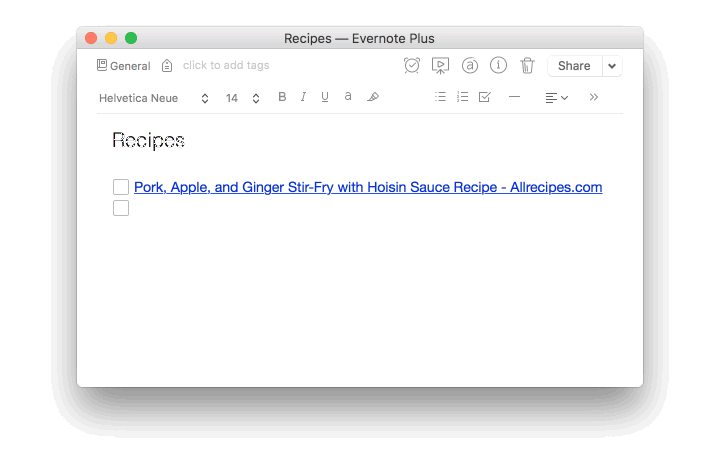 Recipes — Evernote Plus
General click to add tags Share
Helvetica Neue 14 B I U a
Recipes
Pork, Apple, and Ginger Stir-Fry with Hoisin Sauce Recipe - Allrecipes.com